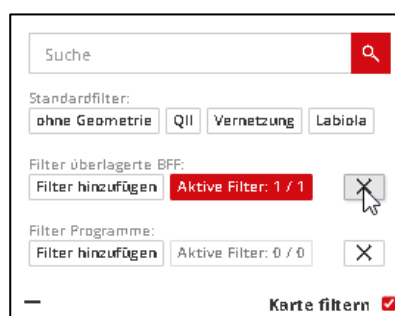 Suche
Standardfilter:
ohne Geometrie QII Vernetzung Labiola
Filter überlagerte BFF:
Filter hinzufügen Aktive Filter: 1 / 1
Filter Programme:
Filter hinzufügen Aktive Filter: 0 / 0
Karte filtern